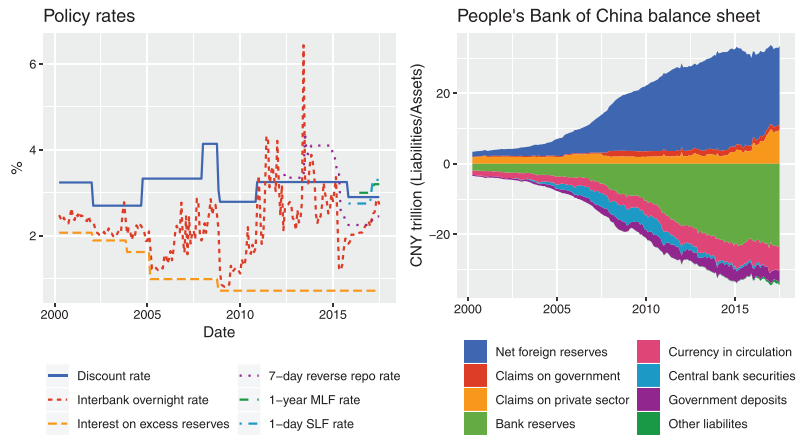 Policy rates
6
4
2
%
2000
2005
2010
2015
Date
Discount rate
Interbank overnight rate
Interest on excess reserves
7−day reverse repo rate
1−year MLF rate
1−day SLF rate
People's Bank of China balance sheet
CNY trillion (Liabilities/Assets)
20
0
−20
2000
2005
2010
2015
Net foreign reserves
Claims on government
Claims on private sector
Bank reserves
Currency in circulation
Central bank securities
Government deposits
Other liabilites